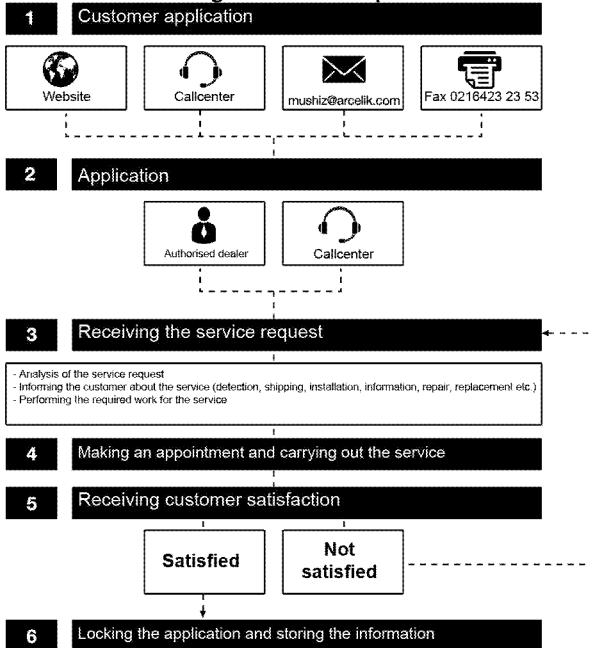 1 Customer application
Website
Callcenter
mushiz@arcelik.com
Fax 0216423 23 53
2 Application
Authorised dealer
Callcenter
3 Receiving the service request
- Analysis of the service request
- Informing the customer about the service (detection, shipping, installation, information, repair, replacement etc.)
- Performing the required work for the service
4 Making an appointment and carrying out the service
5 Receiving customer satisfaction
Satisfied
Not
satisfied
6 Locking the application and storing the information